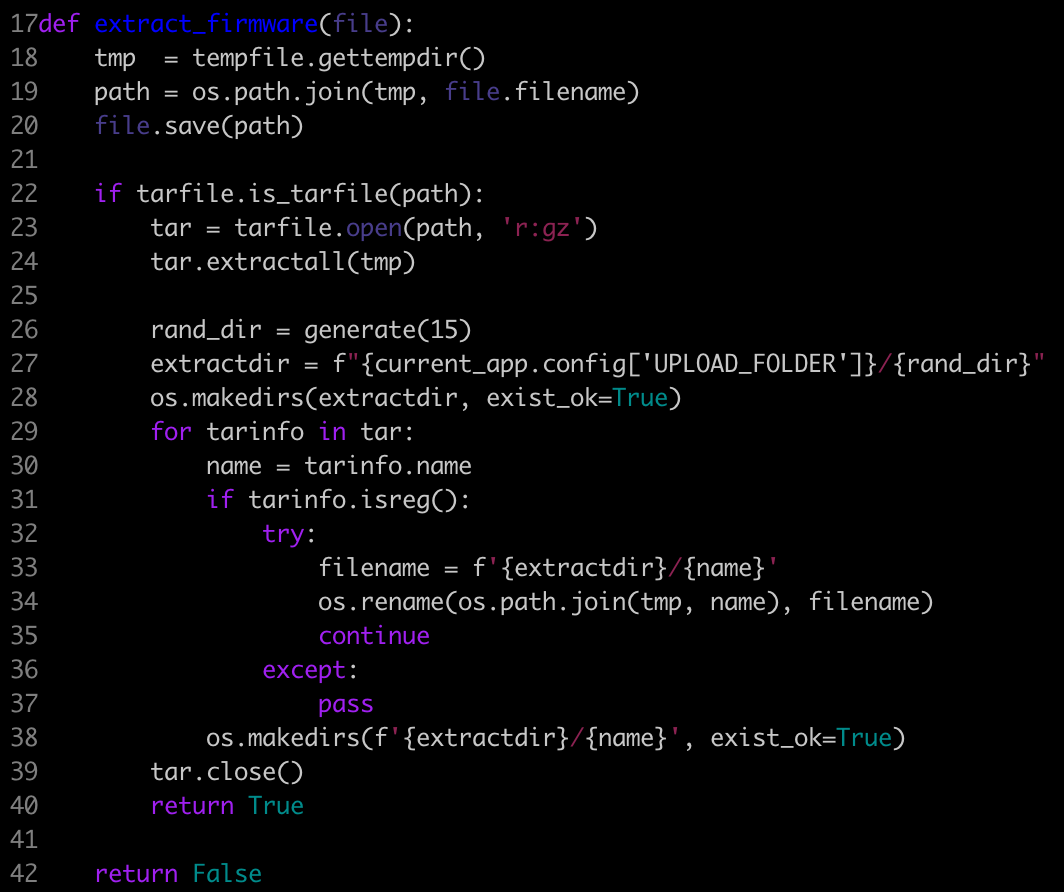 17def extract_firmware(file):
18    tmp  = tempfile.gettempdir()
19    path = os.path.join(tmp, file.filename)
20    file.save(path)
21
22    if tarfile.is_tarfile(path):
23        tar = tarfile.open(path, 'r:gz')
24        tar.extractall(tmp)
25
26        rand_dir = generate(15)
27        extractdir = f"{current_app.config['UPLOAD_FOLDER']}/{rand_dir}"
28        os.makedirs(extractdir, exist_ok=True)
29        for tarinfo in tar:
30            name = tarinfo.name
31            if tarinfo.isreg():
32                try:
33                    filename = f'{extractdir}/{name}'
34                    os.rename(os.path.join(tmp, name), filename)
35                    continue
36                except:
37                    pass
38            os.makedirs(f'{extractdir}/{name}', exist_ok=True)
39        tar.close()
40        return True
41
42    return False